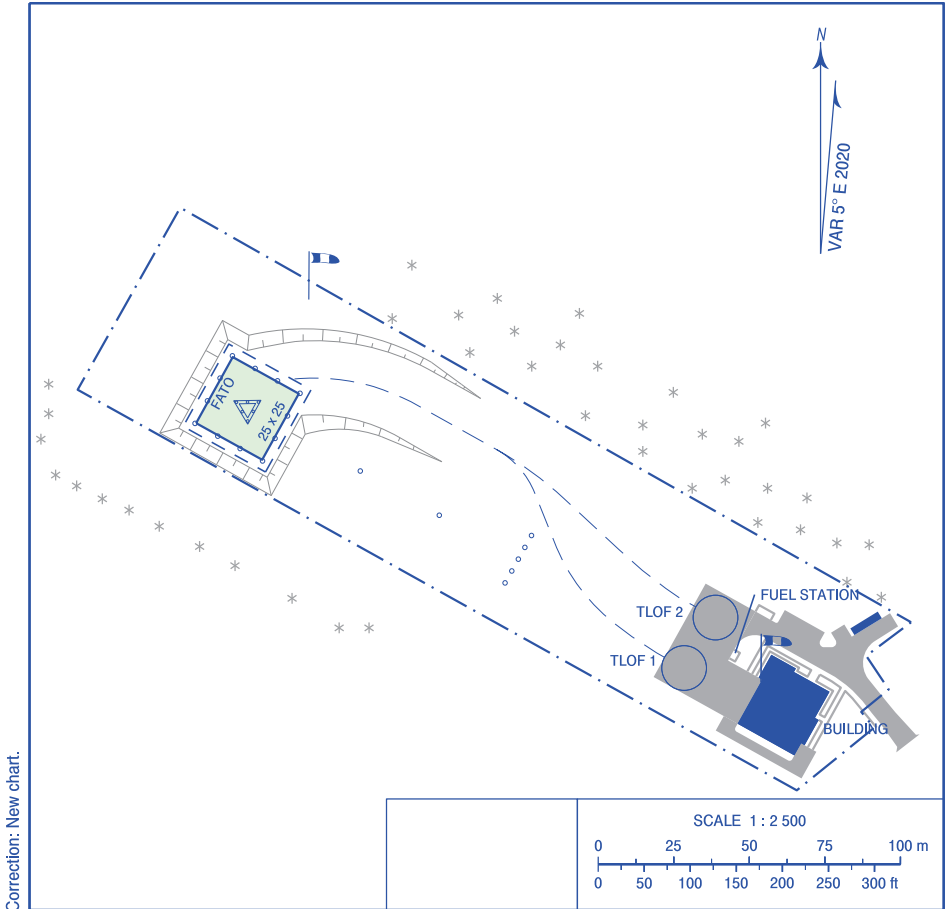 N
VAR 5° E 2020
FATO
25 x 25
FUEL STATION
TLOF 2
TLOF 1
BUILDING
Correction: New chart.
SCALE 1 : 2 500
0 25 50 75 100 m
0 50 100 150 200 250 300 ft